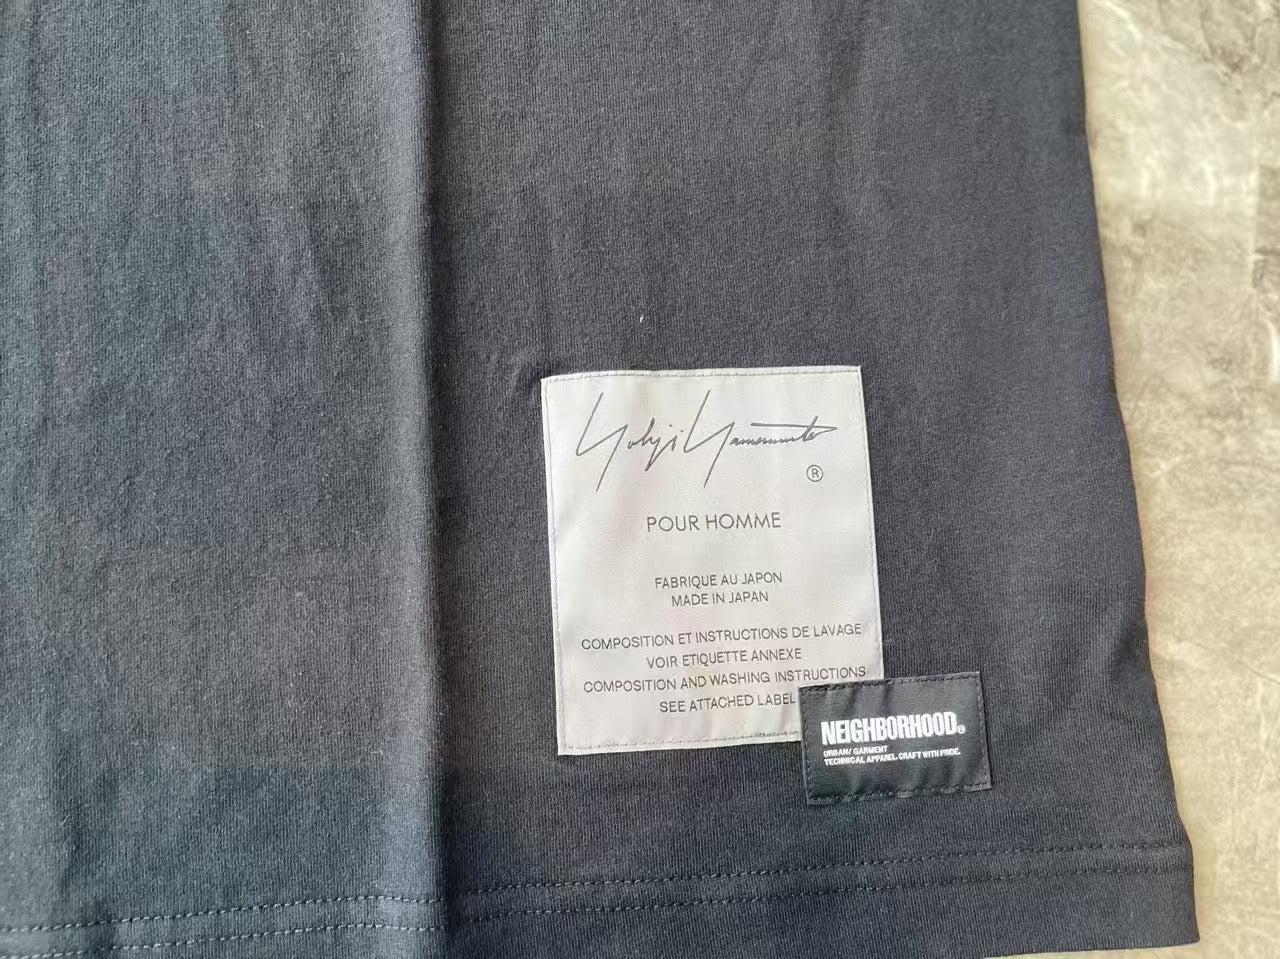 Yohji Yamamoto
®
POUR HOMME
FABRIQUE AU JAPON
MADE IN JAPAN
COMPOSITION ET INSTRUCTIONS DE LAVAGE
VOIR ETIQUETTE ANNEXE
COMPOSITION AND WASHING INSTRUCTIONS
SEE ATTACHED LABEL
NEIGHBORHOOD®
URBAN/ GARMENT
TECHNICAL APPAREL. CRAFT WITH PRIDE.